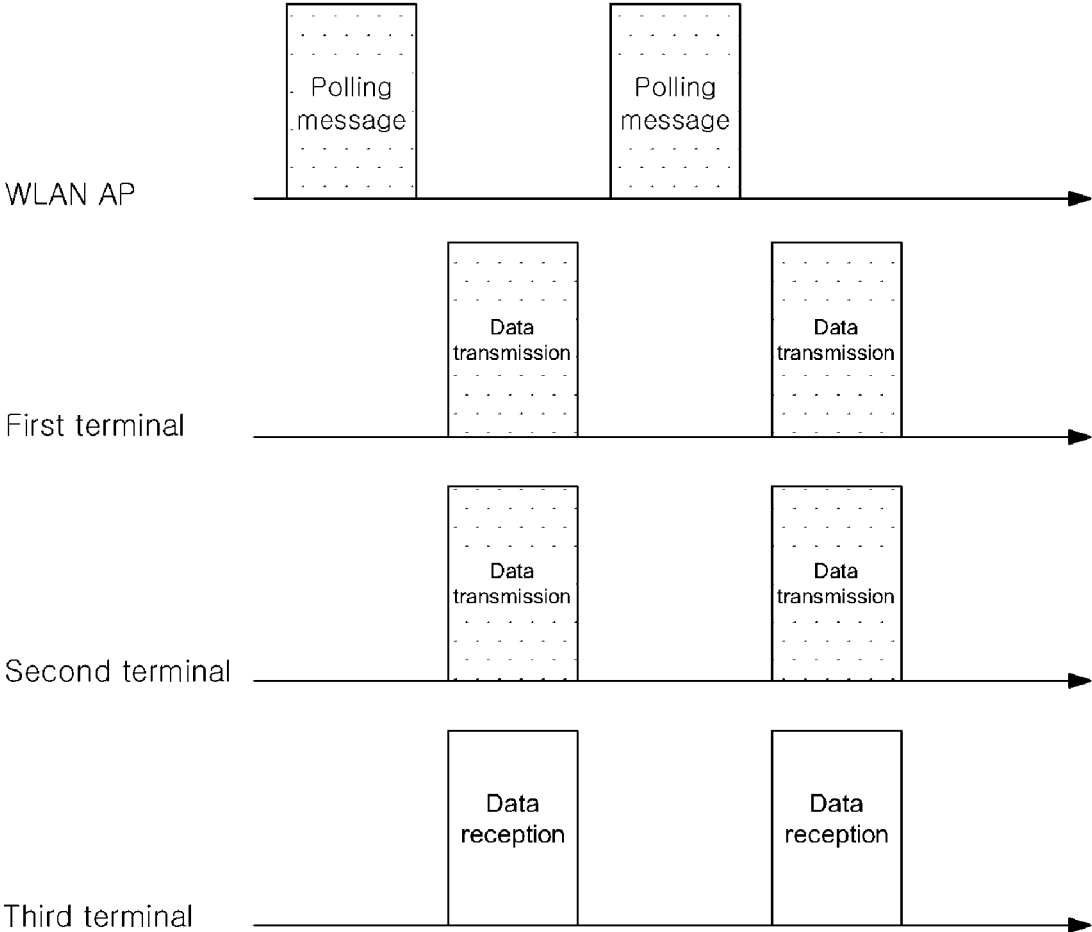 Polling
message
Polling
message
WLAN AP
Data
transmission
Data
transmission
First terminal
Data
transmission
Data
transmission
Second terminal
Data
reception
Data
reception
Third terminal